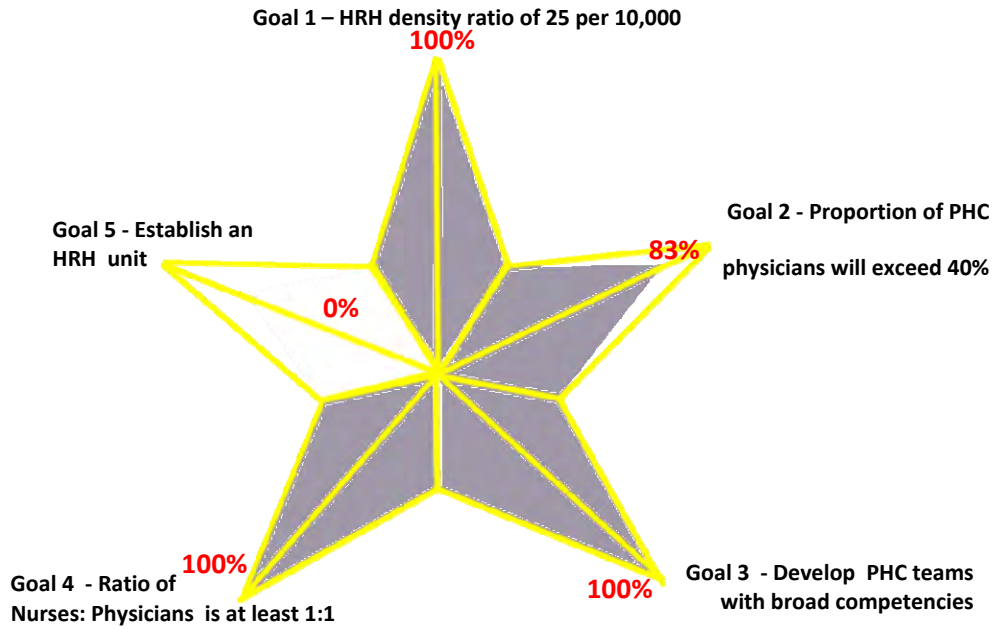 Goal 1 – HRH density ratio of 25 per 10,000
100%
Goal 2 - Proportion of PHC
physicians will exceed 40%
83%
Goal 5 - Establish an
HRH unit
0%
100%
Goal 4 - Ratio of
Nurses: Physicians is at least 1:1
100%
Goal 3 - Develop PHC teams
with broad competencies